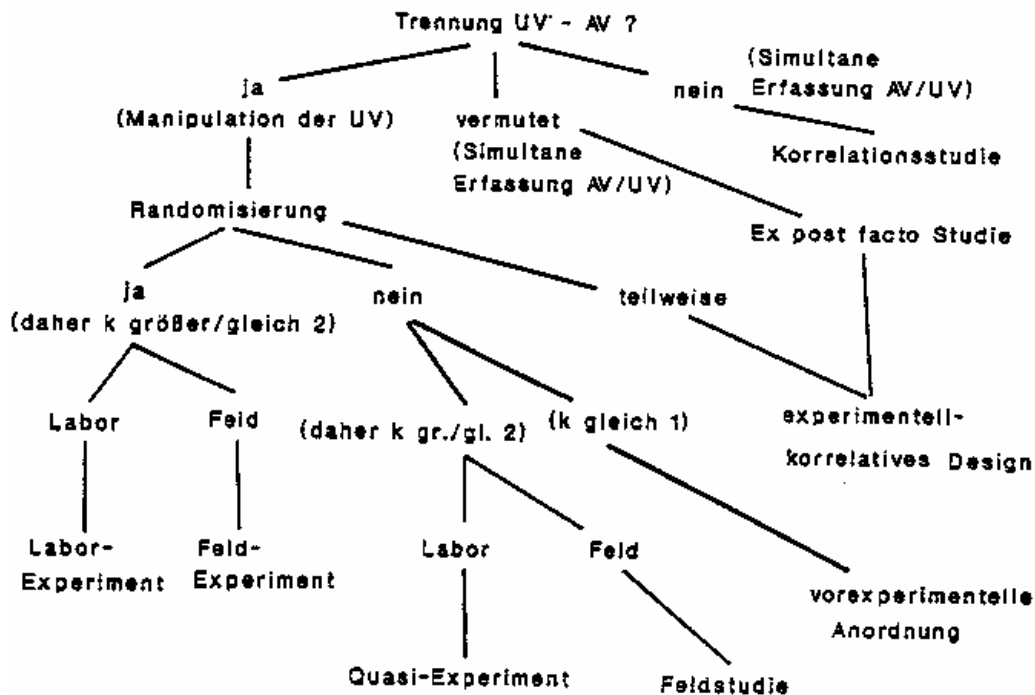 Trennung UV - AV ?
(Simultane
Erfassung AV/UV)
ja
(Manipulation der UV)
vermutet
(Simultane
Erfassung AV/UV)
nein
Korrelationsstudie
Randomisierung
Ex post facto Studie
ja
(daher k größer/gleich 2)
nein
teilweise
Labor
Feld
(daher k gr./gl. 2)
(k gleich 1)
experimentell-
korrelatives Design
Labor-
Experiment
Feld-
Experiment
Labor
Feld
vorexperimentelle
Anordnung
Quasi-Experiment
Feldstudie